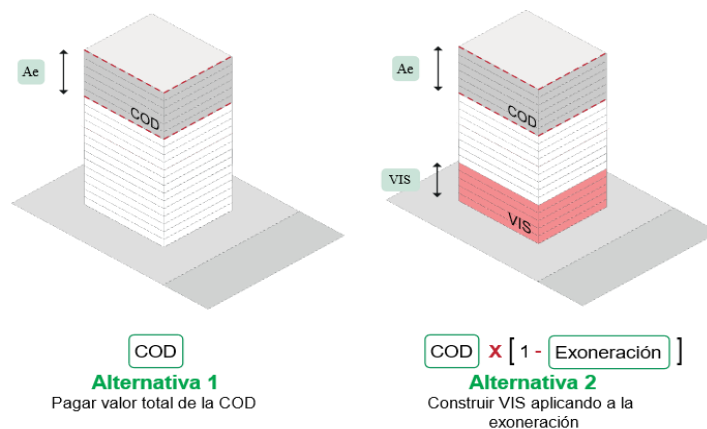 Ae
COD
Ae
COD
VIS
VIS
COD
Alternativa 1
Pagar valor total de la COD
COD X [ 1 - Exoneración ]
Alternativa 2
Construir VIS aplicando a la
exoneración